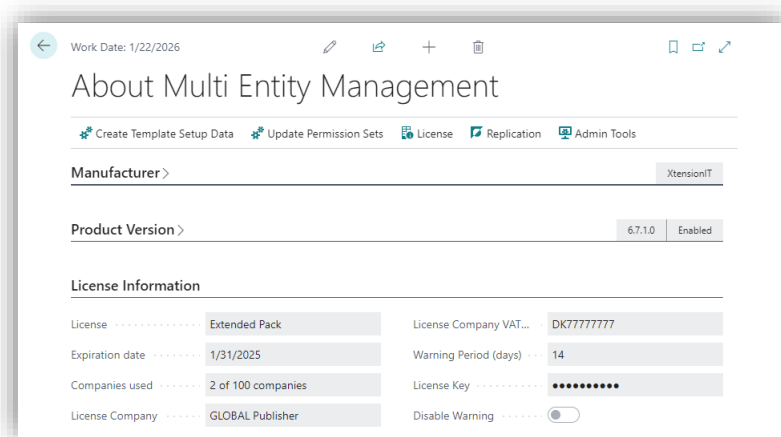 Work Date: 1/22/2026
About Multi Entity Management
Create Template Setup Data Update Permission Sets License Replication Admin Tools
Manufacturer XtensionIT
Product Version 6.7.1.0 Enabled
License Information
License Extended Pack License Company VAT... DK77777777
Expiration date 1/31/2025 Warning Period (days) 14
Companies used 2 of 100 companies License Key ●●●●●●●●●●
License Company GLOBAL Publisher Disable Warning